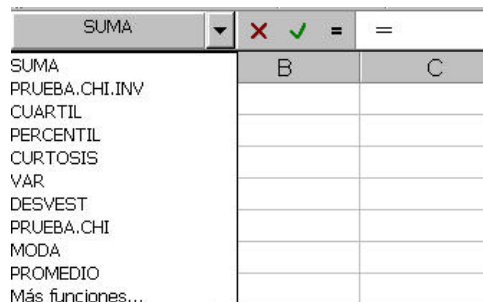 SUMA = =
SUMA B C
PRUEBA.CHI.INV
CUARTIL
PERCENTIL
CURTOSIS
VAR
DESVEST
PRUEBA.CHI
MODA
PROMEDIO
Más funciones...